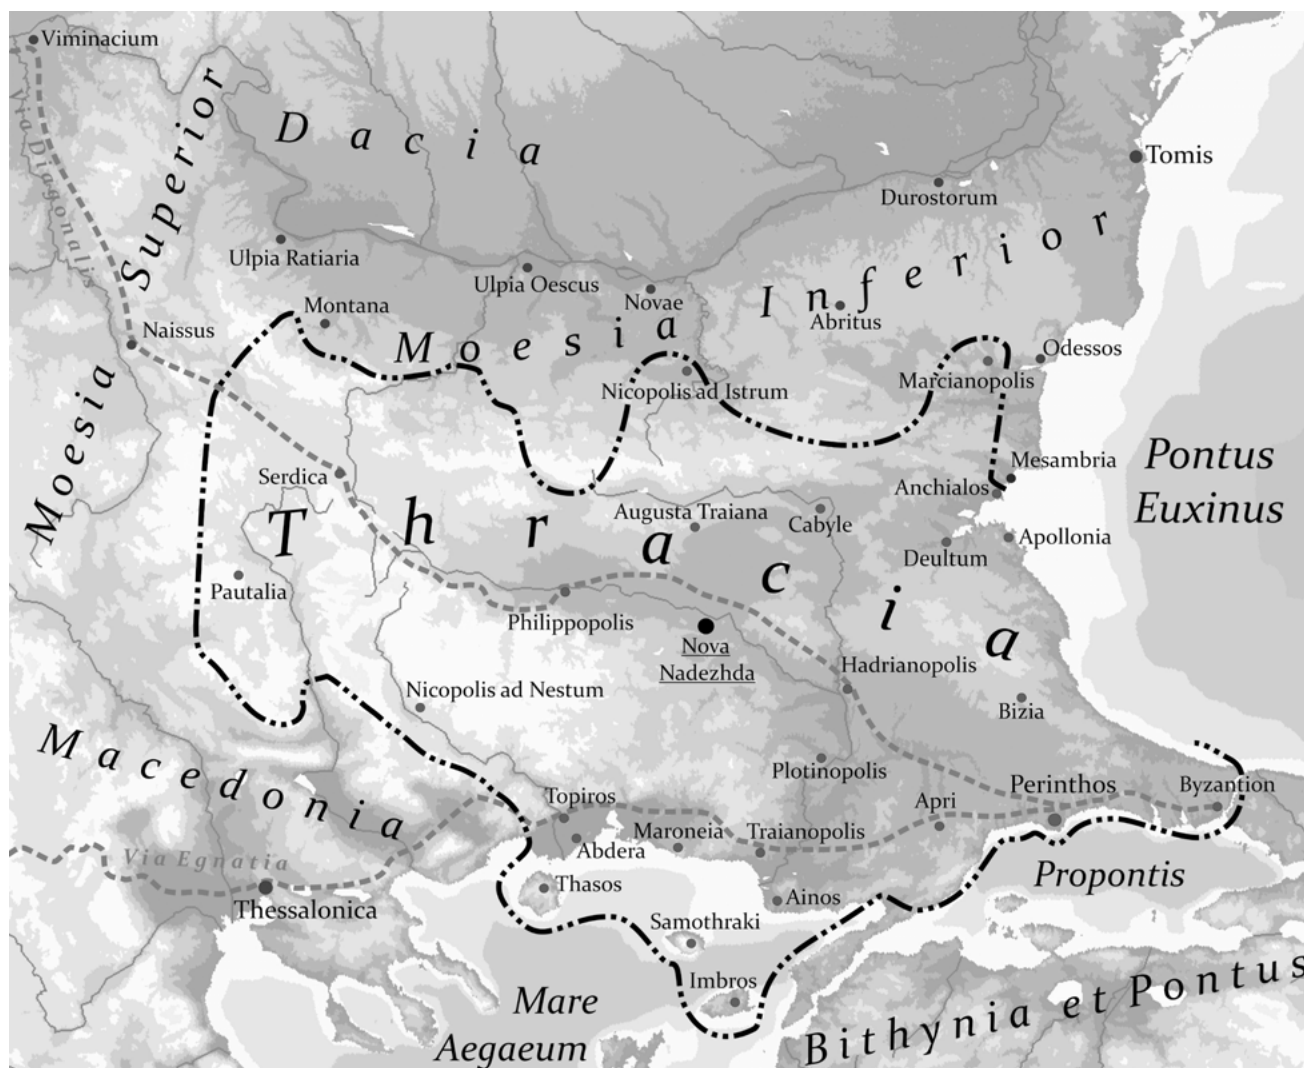 Viminacium
Via Diagonalis
Superior
Dacia
Tomis
Durostorum
Inferior
Ulpia Ratiaria
Ulpia Oescus
Novae
Montana
Abritus
Naissus
Moesia
Odessos
Marcianopolis
Nicopolis ad Istrum
Moesia
Pontus
Euxinus
Mesambria
Serdica
Anchialos
Thracia
Augusta Traiana
Cabyle
Apollonia
Deultum
Pautalia
Philippopolis
Nova
Nadezhda
Hadrianopolis
Nicopolis ad Nestum
Bizia
Macedonia
Plotinopolis
Perinthos
Byzantion
Topiros
Apri
Maroneia
Traianopolis
Abdera
Via Egnatia
Thasos
Propontis
Ainos
Thessalonica
Samothraki
Imbros
Mare
Aegaeum
Bithynia et Pontus